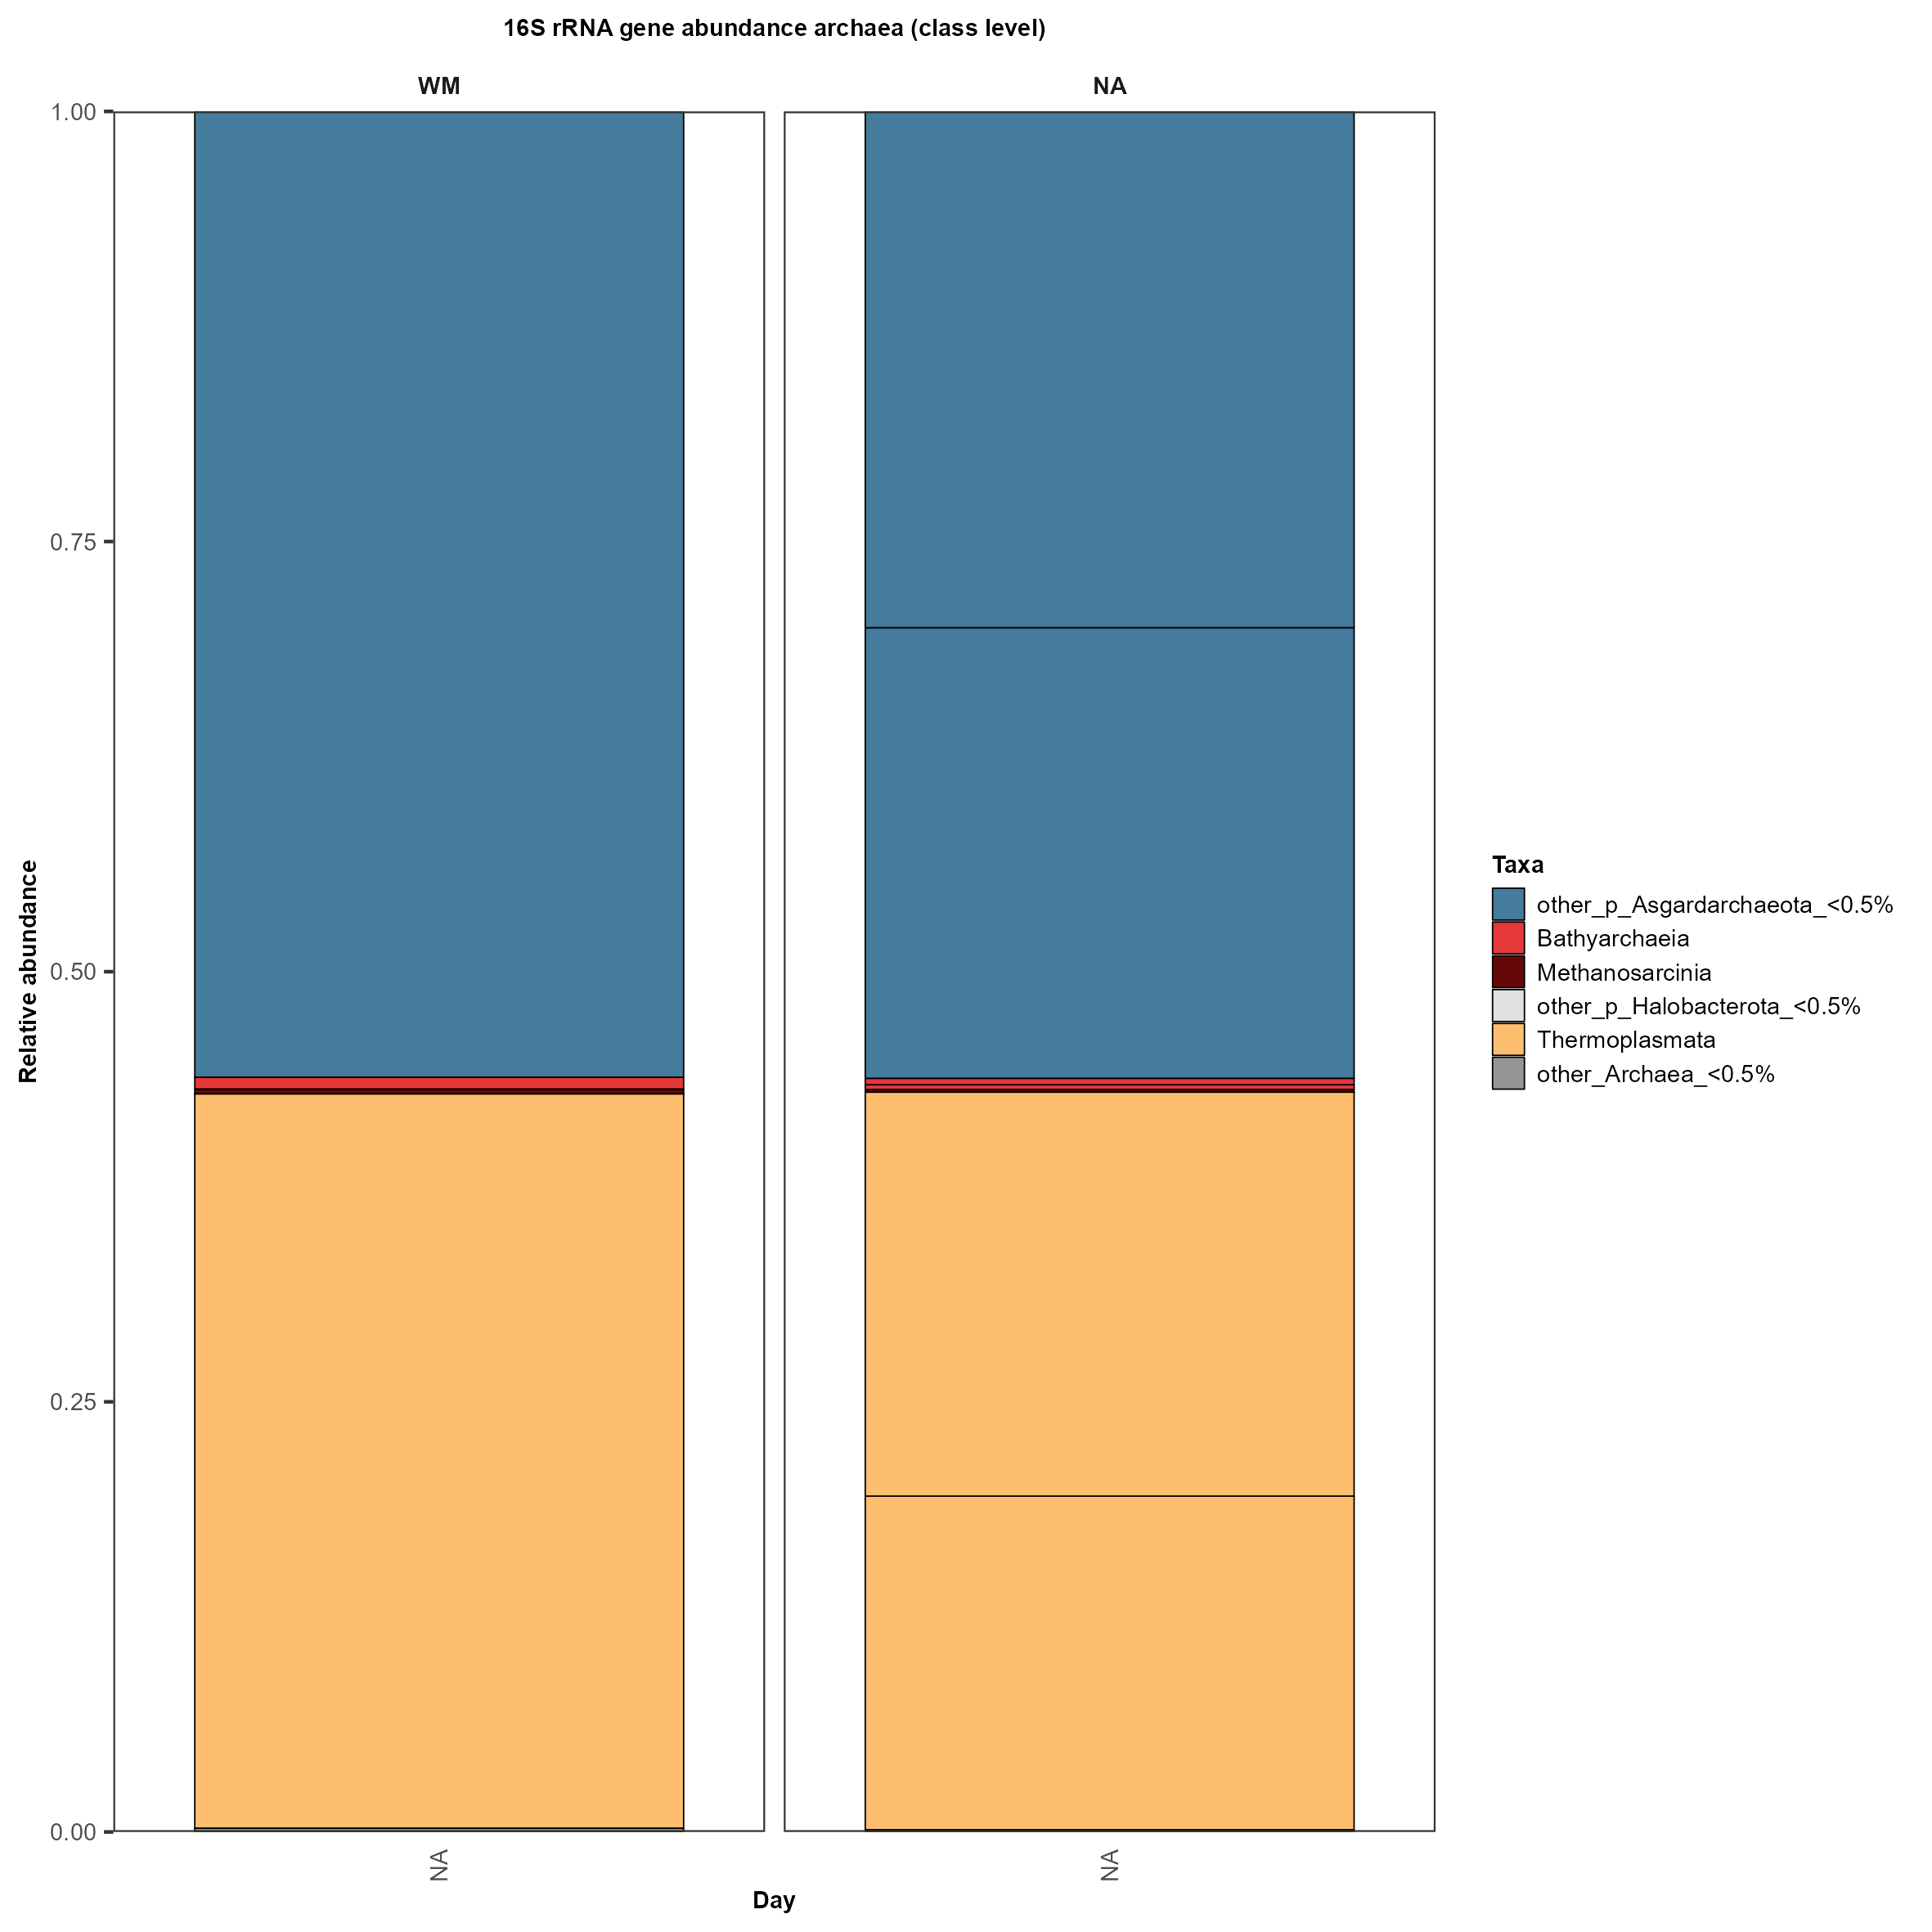 16S rRNA gene abundance archaea (class level)
WM
NA
1.00
0.75
0.50
0.25
0.00
Relative abundance
NA
NA
Day
Taxa
other_p_Asgardarchaeota_<0.5%
Bathyarchaeia
Methanosarcinia
other_p_Halobacterota_<0.5%
Thermoplasmata
other_Archaea_<0.5%